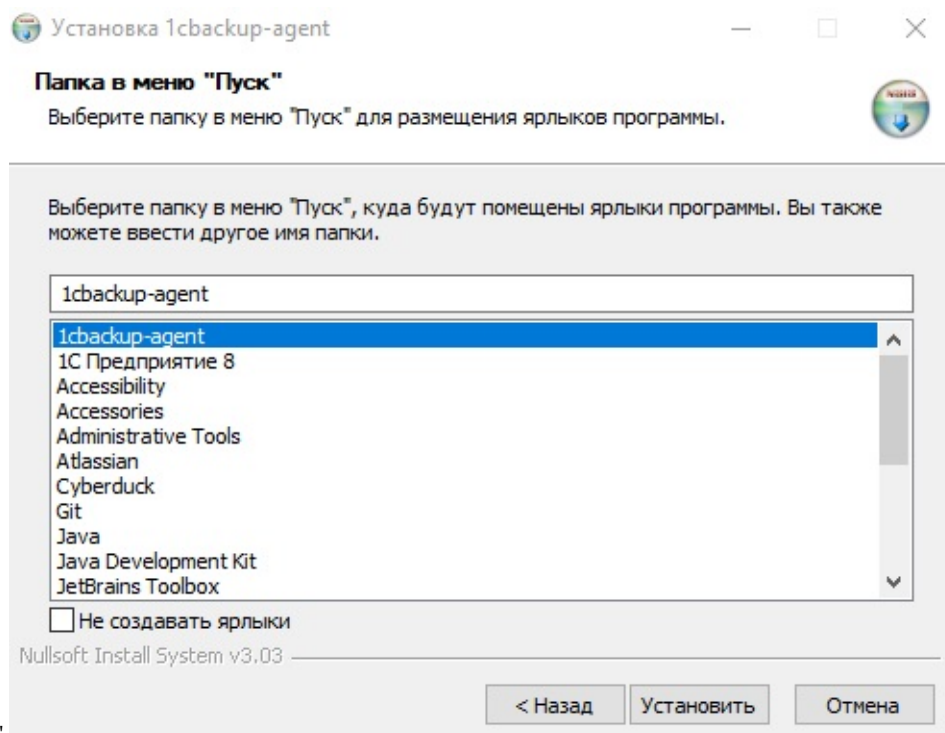 Установка 1cbackup-agent
Папка в меню "Пуск"
Выберите папку в меню "Пуск" для размещения ярлыков программы.
NSIS
Выберите папку в меню "Пуск", куда будут помещены ярлыки программы. Вы также
можете ввести другое имя папки.
1cbackup-agent
1cbackup-agent
1С Предприятие 8
Accessibility
Accessories
Administrative Tools
Atlassian
Cyberduck
Git
Java
Java Development Kit
JetBrains Toolbox
Не создавать ярлыки
Nullsoft Install System v3.03
< Назад
Установить
Отмена